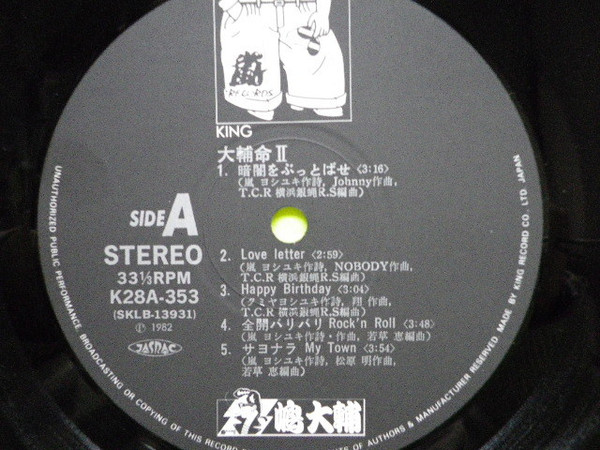 RECORDS
KING
大輔命Ⅱ
1. 暗闇をぶっとばせ <3:16>
(嵐 ヨシユキ作詩, Johnny作曲,
T.C.R 横浜銀蝿R.S編曲)
SIDE A
STEREO
33⅓RPM
K28A-353
(SKLB-13931)
Ⓟ 1982
JASRAC
2. Love letter <2:59>
(嵐 ヨシユキ作詩, NOBODY作曲,
T.C.R 横浜銀蝿R.S編曲)
3. Happy Birthday <3:04>
(タミヤヨシユキ作詩, 翔 作曲,
T.C.R 横浜銀蝿R.S編曲)
4. 全開バリバリ Rock'n Roll <3:48>
(嵐 ヨシユキ作詩・作曲, 若草 恵編曲)
5. サヨナラ My Town <3:54>
(嵐 ヨシユキ作詩, 松原 明作曲,
若草 恵編曲)
嶋大輔
UNAUTHORIZED PUBLIC PERFORMANCE, BROADCASTING OR COPYING OF THIS RECORD
OF AUTHORS & MANUFACTURER RESERVED MADE BY KING RECORD CO. LTD. JAPAN